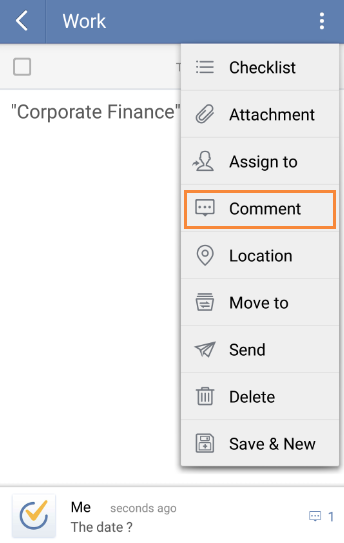 Work
T
"Corporate Finance"
Checklist
Attachment
Assign to
Comment
Location
Move to
Send
Delete
Save & New
Me seconds ago
The date ?
1